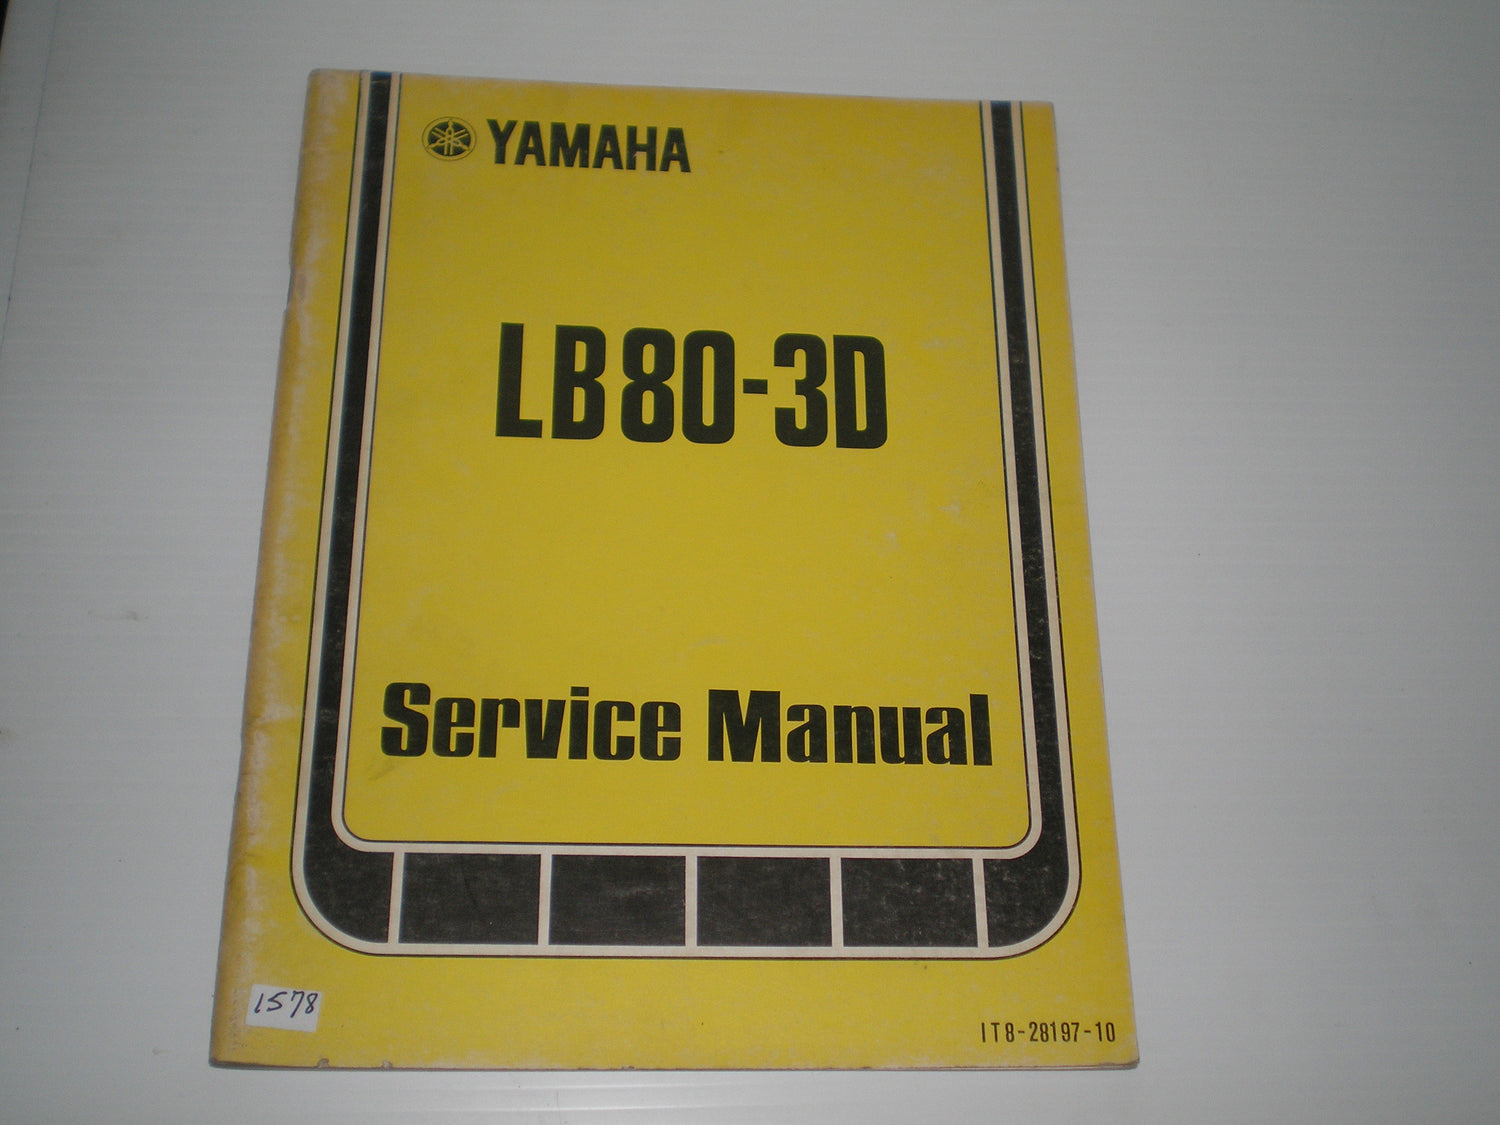 YAMAHA
LB80-3D
Service Manual
1578
1T8-28197-10